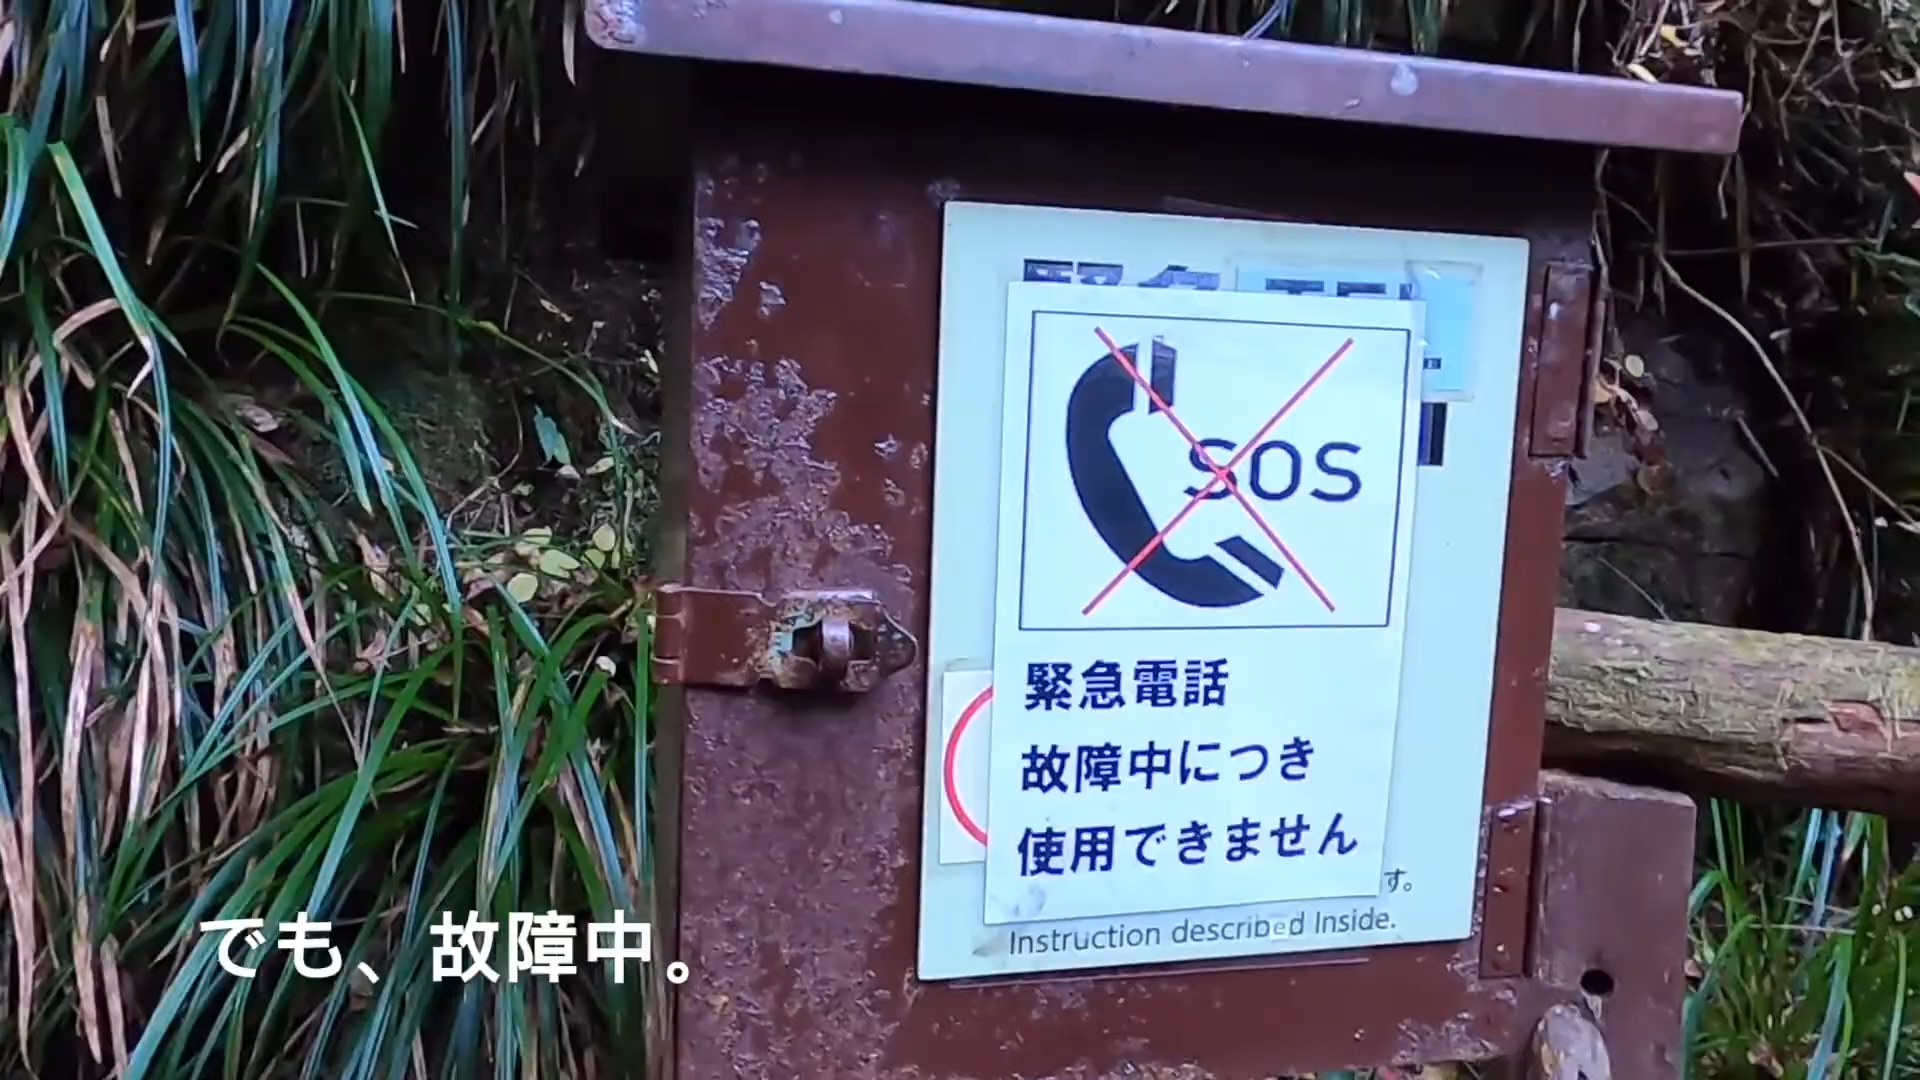 SOS
緊急電話
故障中につき
使用できません
す。
Instruction described Inside.
でも、故障中。